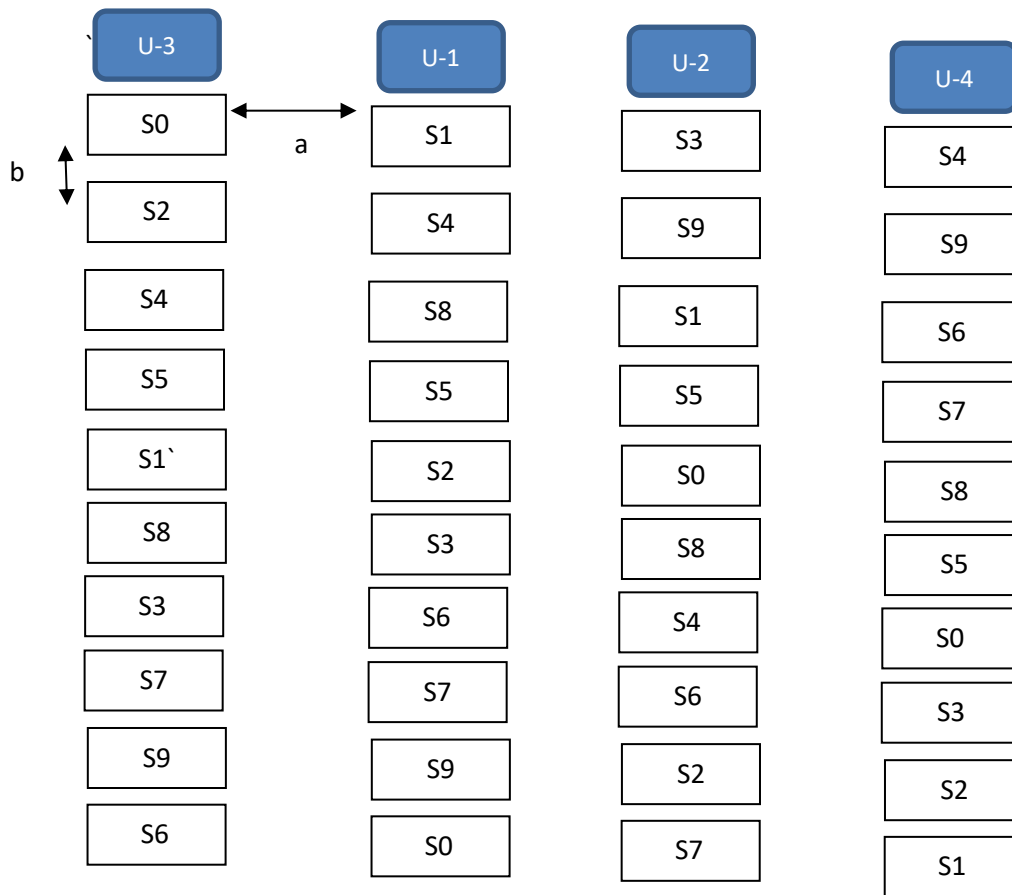 ` U-3 U-1 U-2 U-4
S0 S1 S3 S4
a
b
S2 S4 S9 S9
S4 S8 S1 S6
S5 S5 S5 S7
S1` S2 S0 S8
S8 S3 S8 S5
S3 S6 S4 S0
S7 S7 S6 S3
S9 S9 S2 S2
S6 S0 S7 S1